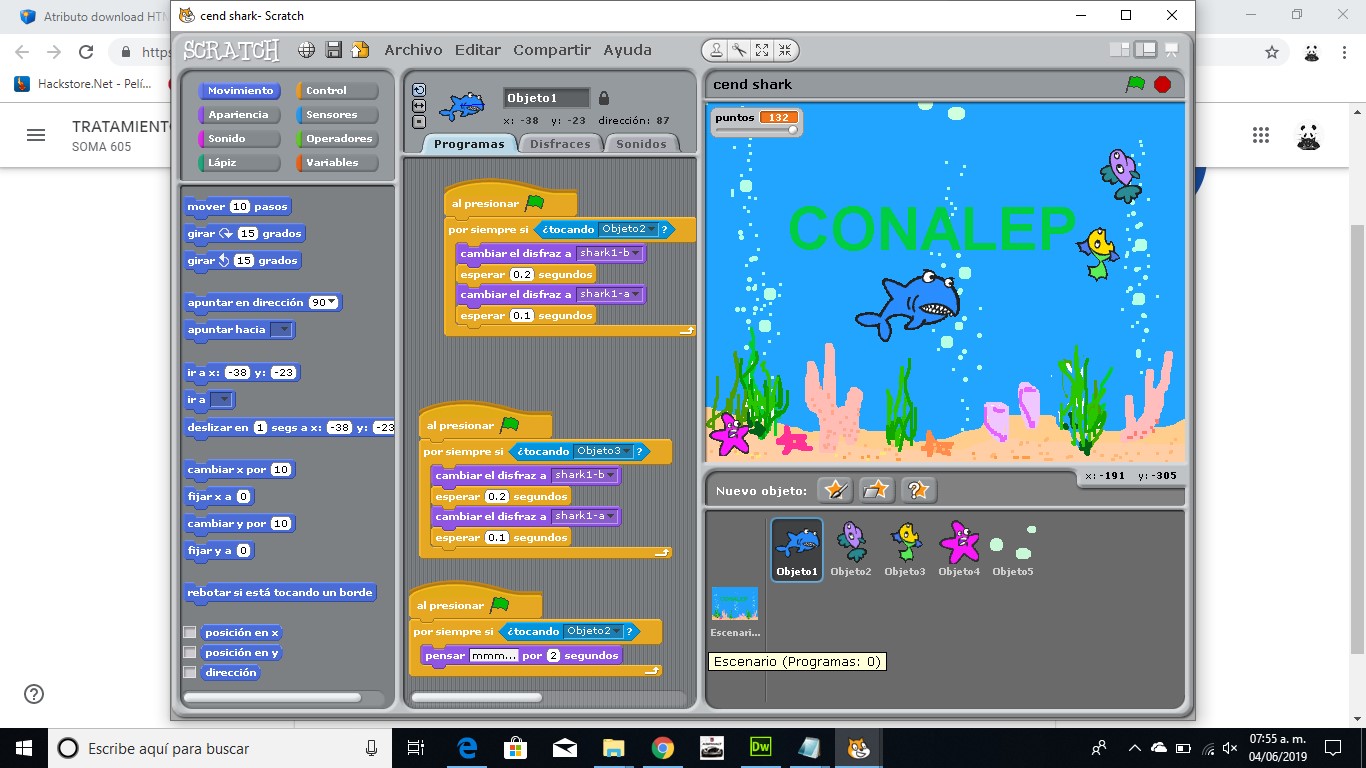 Atributo download HTM
cend shark- Scratch
https
Hackstore.Net - Pelí...
TRATAMIENTO
SOMA 605
SCRATCH
Archivo Editar Compartir Ayuda
Movimiento Control
Apariencia Sensores
Sonido Operadores
Lápiz Variables
mover 10 pasos
girar 15 grados
girar 15 grados
apuntar en dirección 90
apuntar hacia
ir a x: -38 y: -23
ir a
deslizar en 1 segs a x: -38 y: -23
cambiar x por 10
fijar x a 0
cambiar y por 10
fijar y a 0
rebotar si está tocando un borde
posición en x
posición en y
dirección
Objeto1
x: -38 y: -23 dirección: 87
Programas Disfraces Sonidos
al presionar
por siempre si ¿tocando Objeto2 ?
cambiar el disfraz a shark1-b
esperar 0.2 segundos
cambiar el disfraz a shark1-a
esperar 0.1 segundos
al presionar
por siempre si ¿tocando Objeto3 ?
cambiar el disfraz a shark1-b
esperar 0.2 segundos
cambiar el disfraz a shark1-a
esperar 0.1 segundos
al presionar
por siempre si ¿tocando Objeto2 ?
pensar mmm... por 2 segundos
cend shark
puntos 132
CONALEP
x: -191 y: -305
Nuevo objeto:
Objeto1 Objeto2 Objeto3 Objeto4 Objeto5
Escenari...
Escenario (Programas: 0)
Escribe aquí para buscar
Dw
07:55 a. m.
04/06/2019